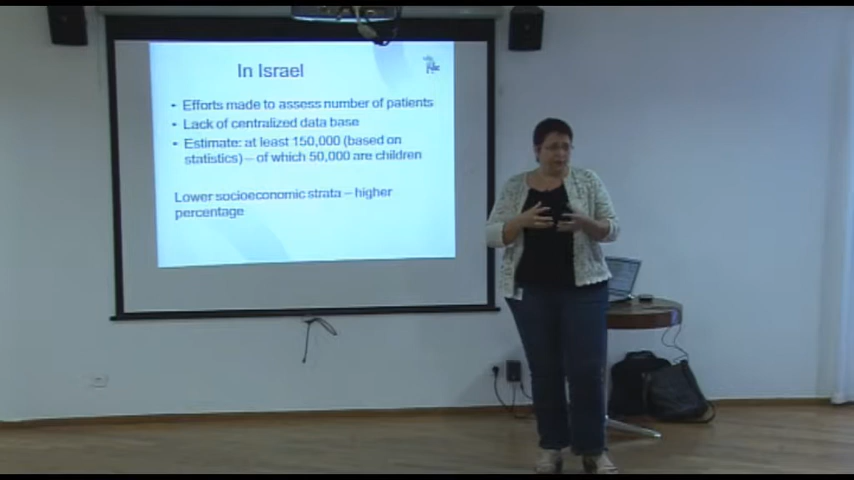 In Israel
• Efforts made to assess number of patients
• Lack of centralized data base
• Estimate: at least 150,000 (based on
statistics) – of which 50,000 are children
Lower socioeconomic strata – higher
percentage